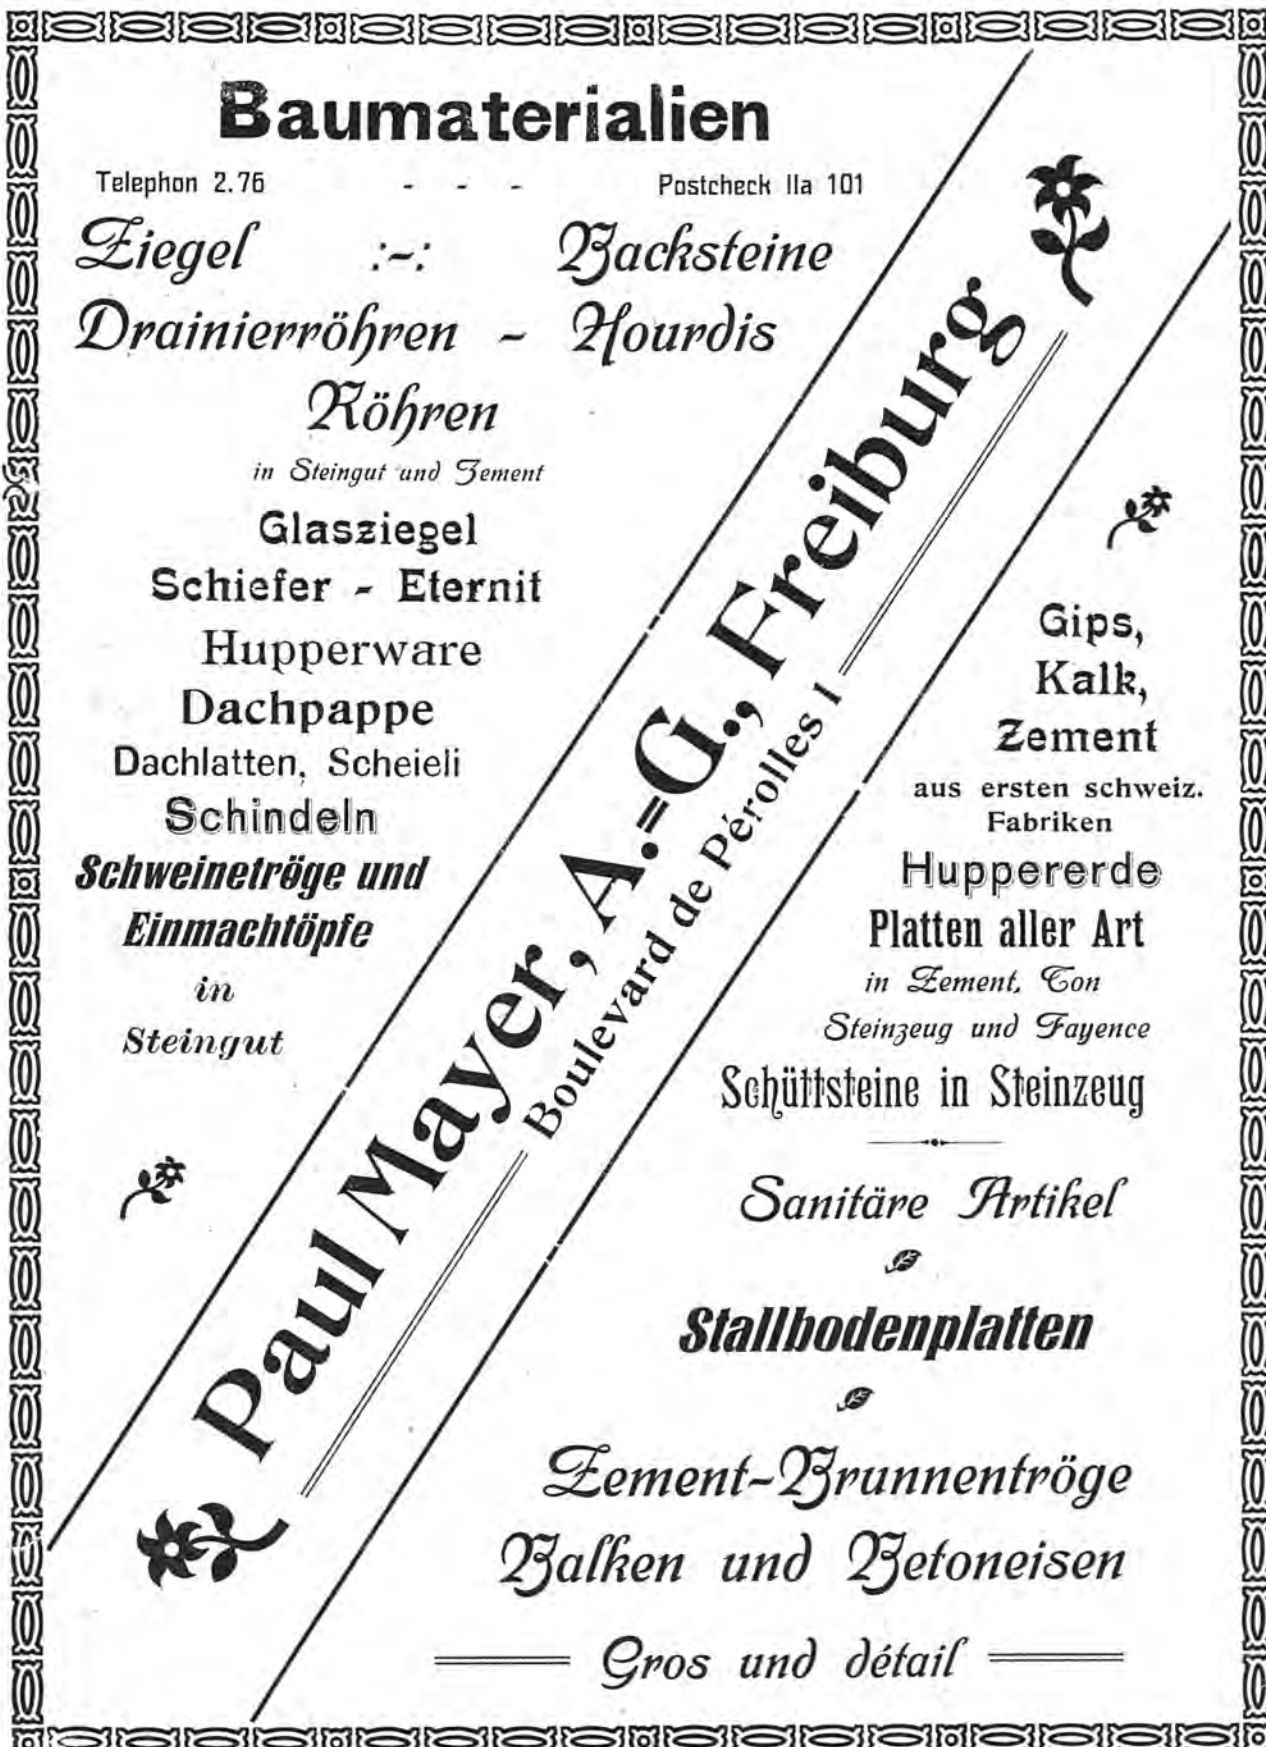 Baumaterialien
Telephon 2.76 - - - Postcheck IIa 101
Ziegel :-: Backsteine
Drainierröhren - Hourdis
Röhren
in Steingut und Zement
Glasziegel
Schiefer - Eternit
Hupperware
Dachpappe
Dachlatten, Scheieli
Schindeln
Schweinetröge und
Einmachtöpfe
in
Steingut
Paul Mayer, A.=G., Freiburg
Boulevard de Pérolles 1
Gips,
Kalk,
Zement
aus ersten schweiz.
Fabriken
Huppererde
Platten aller Art
in Zement, Ton
Steinzeug und Fayence
Schüttsteine in Steinzeug
Sanitäre Artikel
Stallbodenplatten
Zement-Brunnentröge
Balken und Betoneisen
Gros und détail